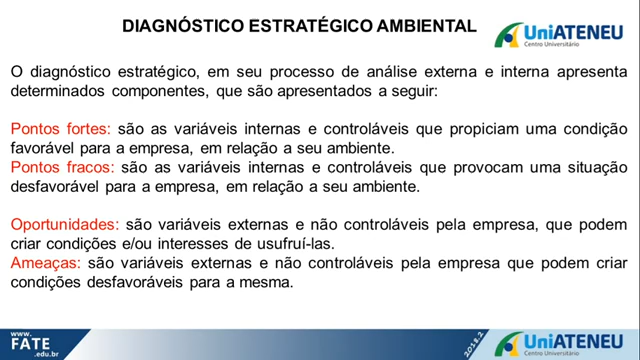 DIAGNÓSTICO ESTRATÉGICO AMBIENTAL
UniATENEU
Centro Universitário
O diagnóstico estratégico, em seu processo de análise externa e interna apresenta
determinados componentes, que são apresentados a seguir:
Pontos fortes: são as variáveis internas e controláveis que propiciam uma condição
favorável para a empresa, em relação a seu ambiente.
Pontos fracos: são as variáveis internas e controláveis que provocam uma situação
desfavorável para a empresa, em relação a seu ambiente.
Oportunidades: são variáveis externas e não controláveis pela empresa, que podem
criar condições e/ou interesses de usufruí-las.
Ameaças: são variáveis externas e não controláveis pela empresa que podem criar
condições desfavoráveis para a mesma.
www.
FATE
.edu.br
2018.2
UniATENEU
Centro Universitário